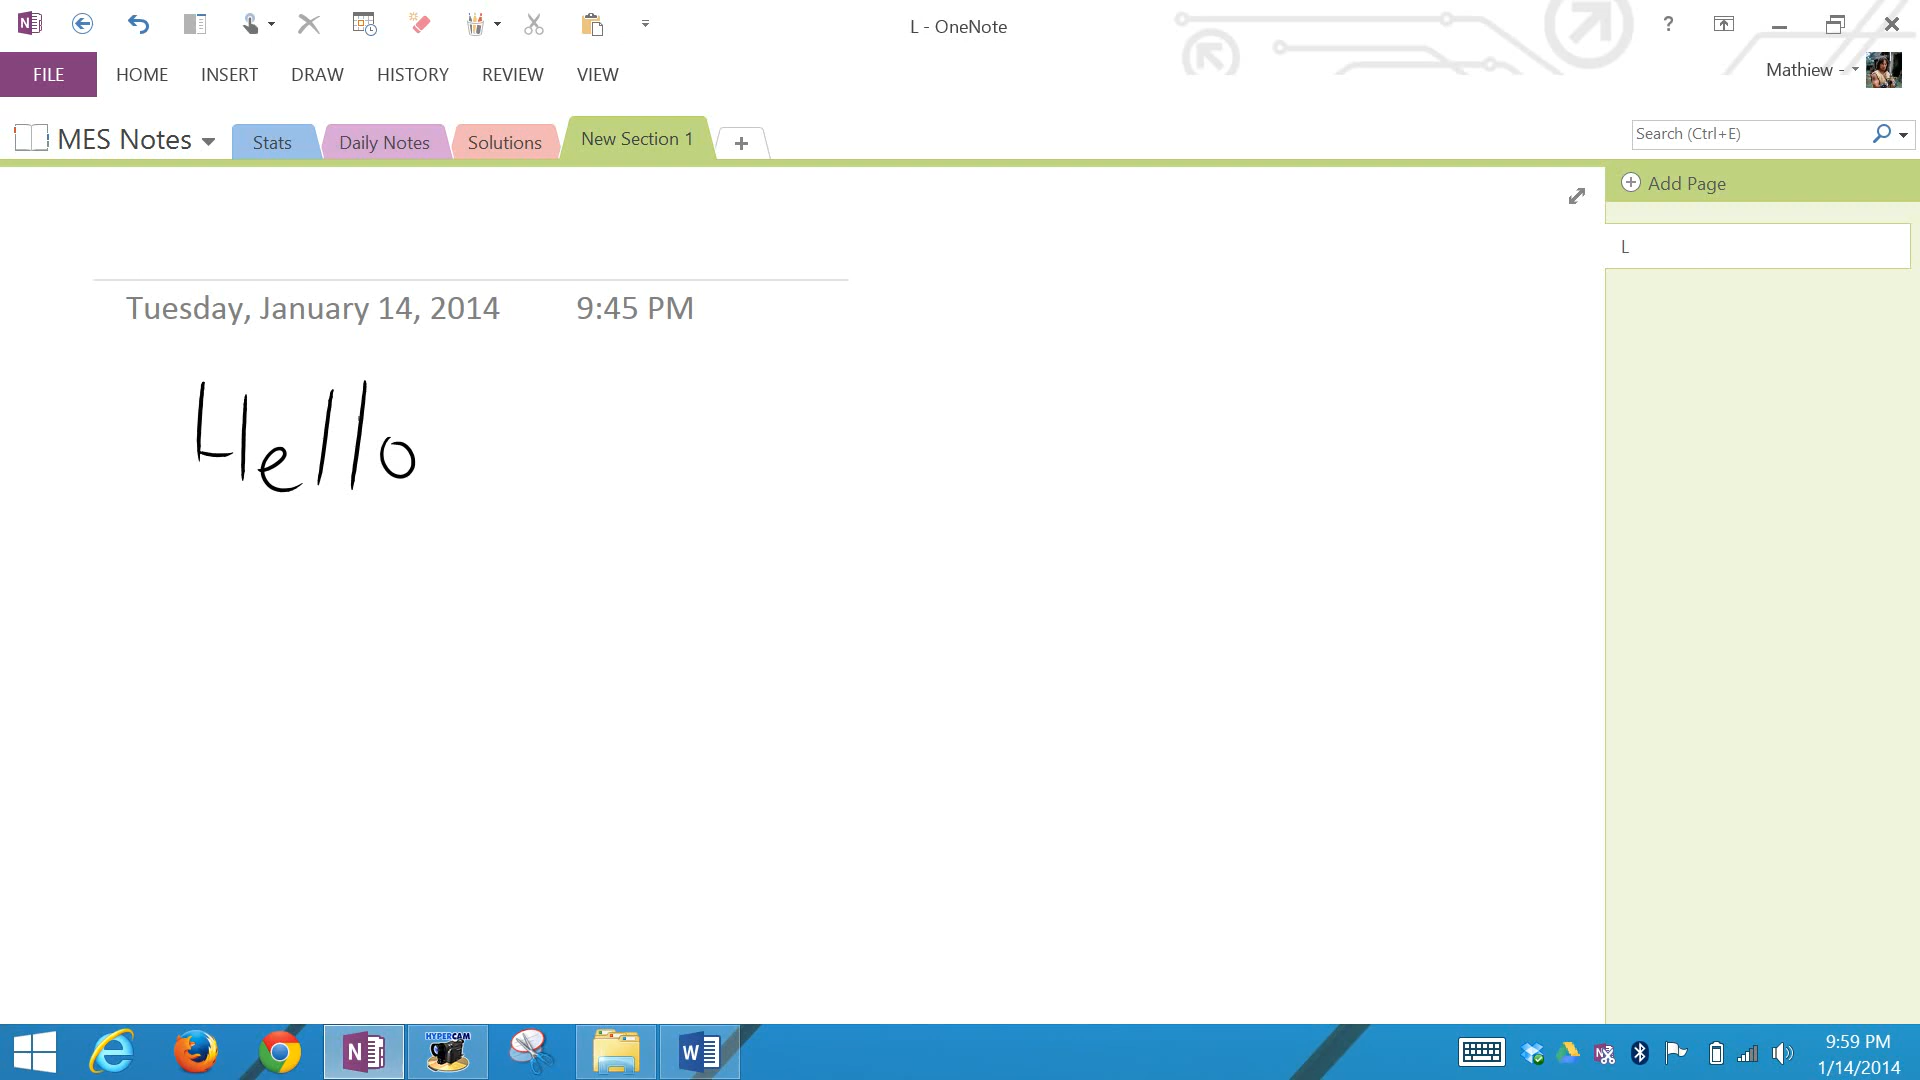 L - OneNote
?
FILE HOME INSERT DRAW HISTORY REVIEW VIEW
Mathiew -
MES Notes Stats Daily Notes Solutions New Section 1 +
Search (Ctrl+E)
Add Page
L
Tuesday, January 14, 2014 9:45 PM
Hello
HYPERCAM
9:59 PM
1/14/2014